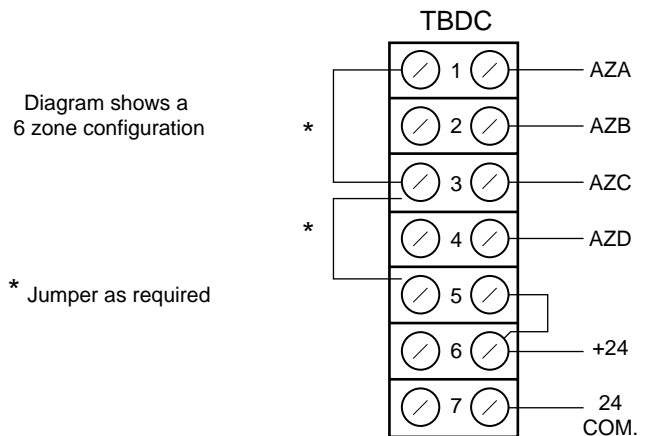 TBDC
Diagram shows a
6 zone configuration
* Jumper as required
*
*
1 AZA
2 AZB
3 AZC
4 AZD
5
6 +24
7 24
COM.